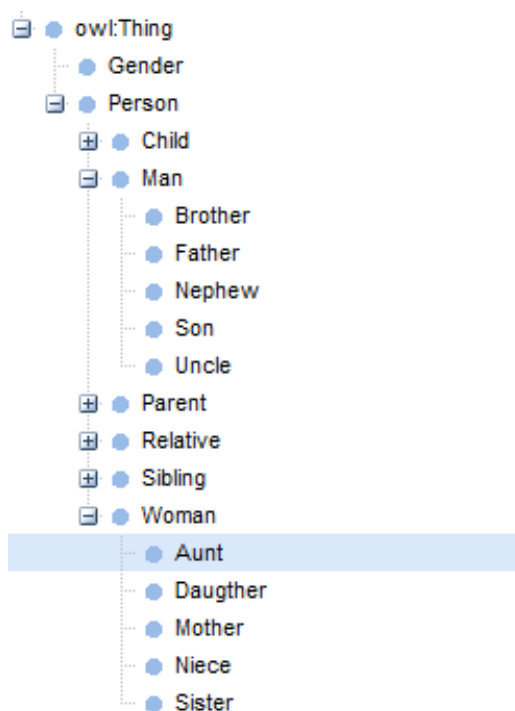 owl:Thing
Gender
Person
Child
Man
Brother
Father
Nephew
Son
Uncle
Parent
Relative
Sibling
Woman
Aunt
Daugther
Mother
Niece
Sister